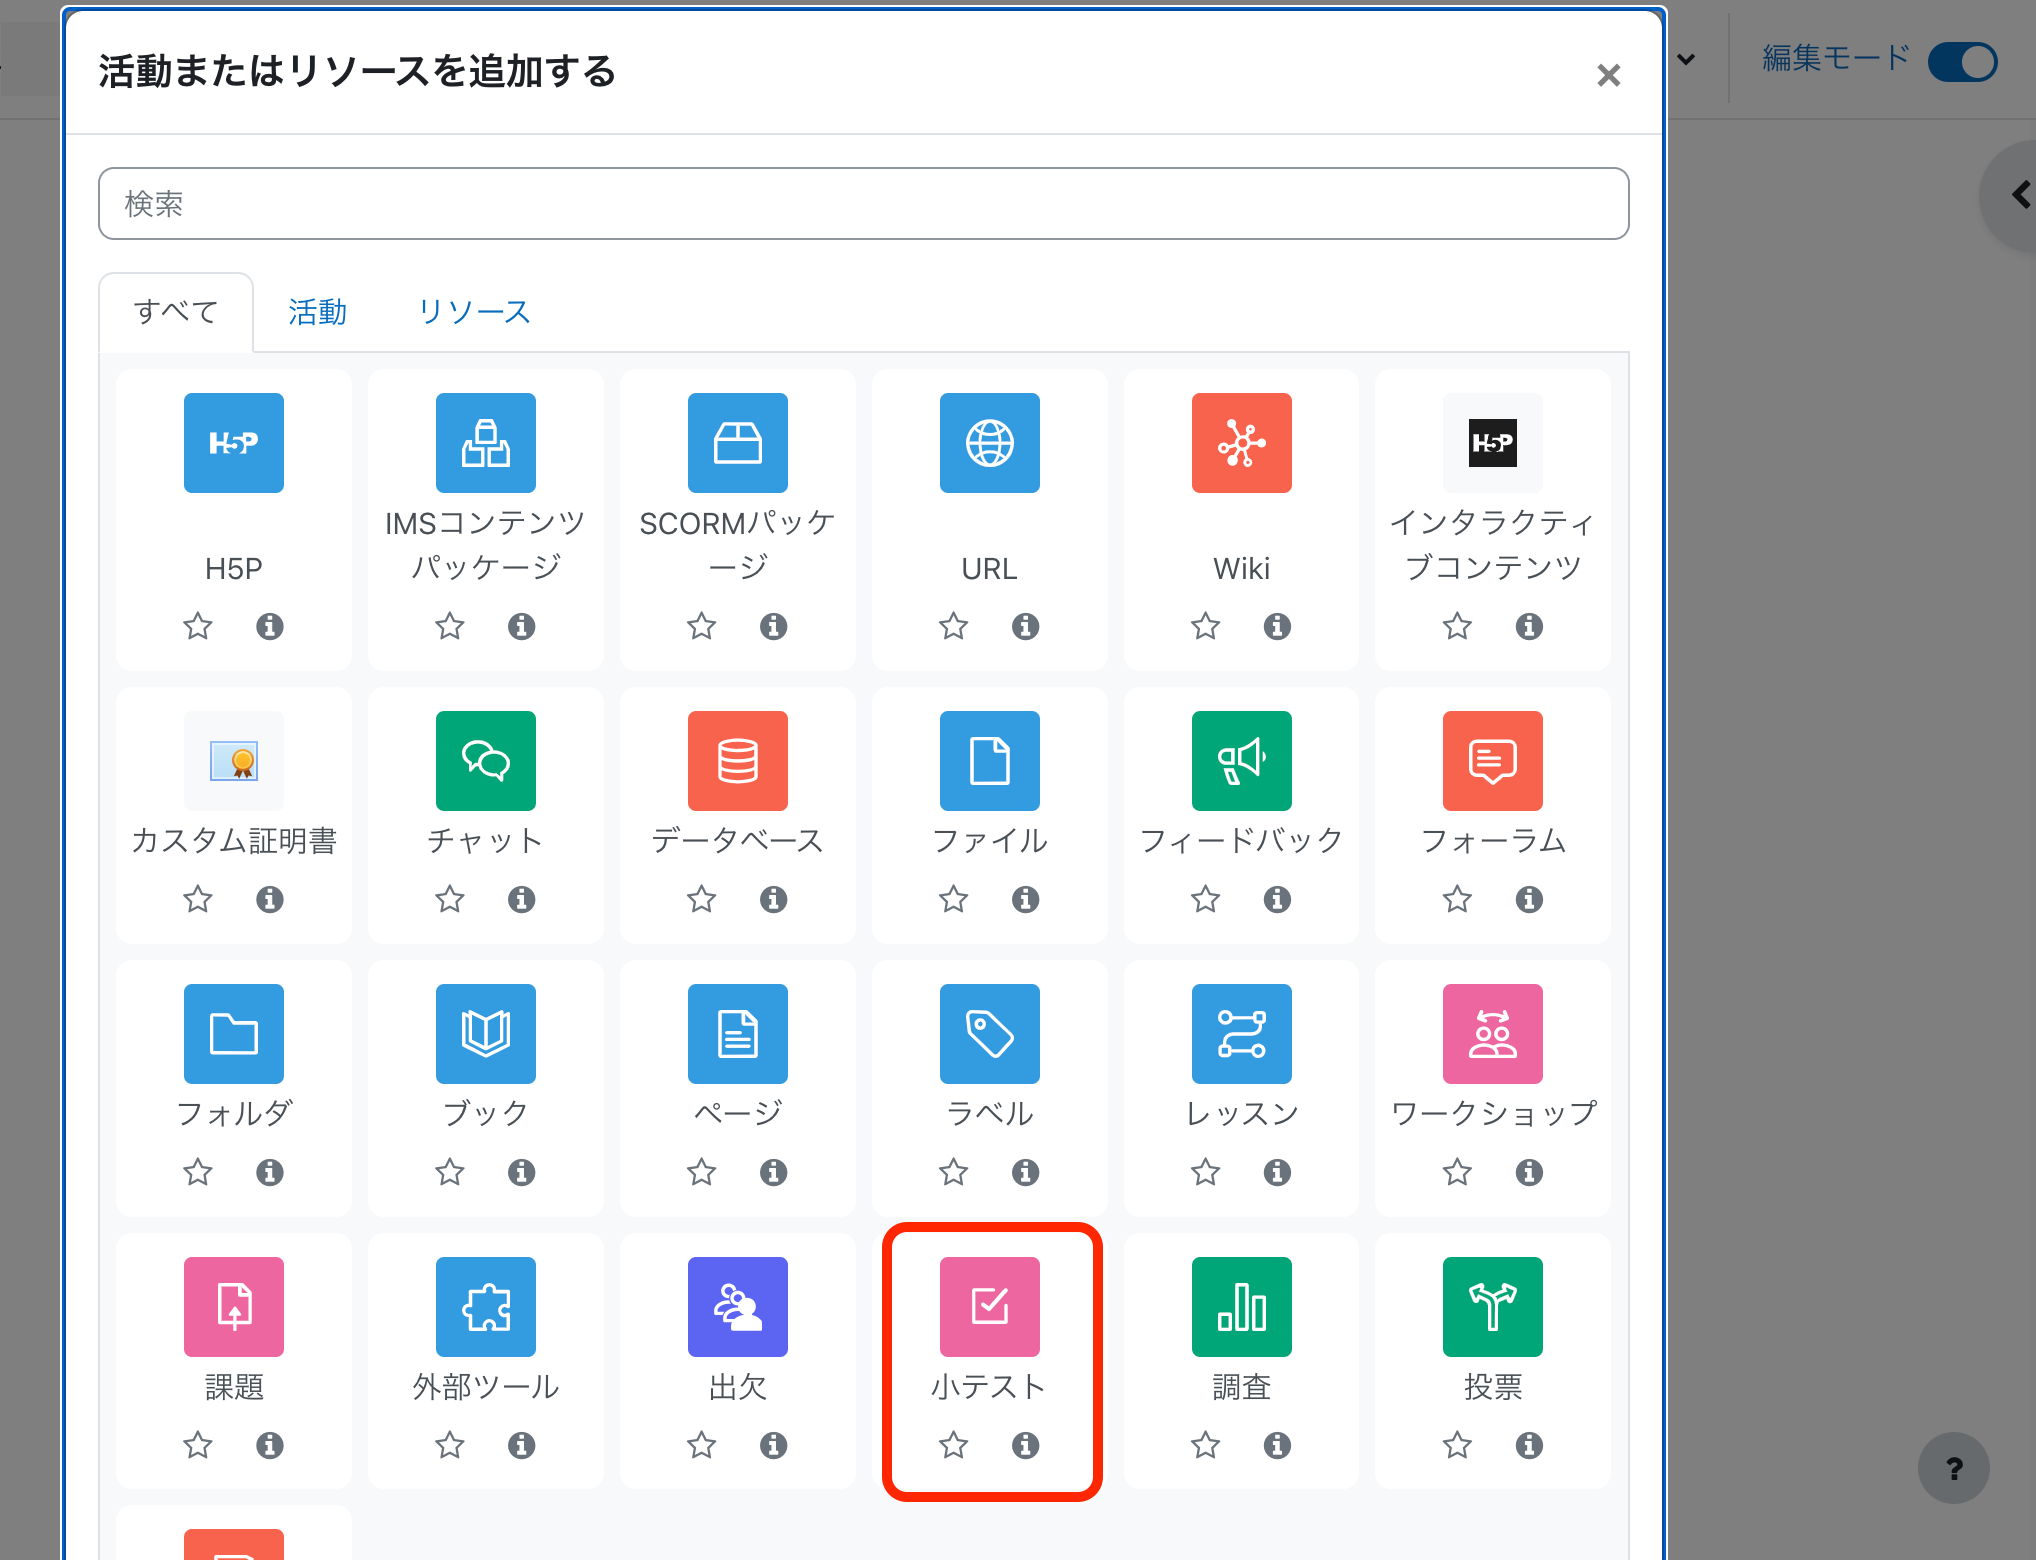 活動またはリソースを追加する
×
編集モード
検索
すべて
活動
リソース
H5P
H5P
IMSコンテンツ
パッケージ
SCORMパッケ
ージ
URL
Wiki
H5P
インタラクティ
ブコンテンツ
カスタム証明書
チャット
データベース
ファイル
フィードバック
フォーラム
フォルダ
ブック
ページ
ラベル
レッスン
ワークショップ
課題
外部ツール
出欠
小テスト
調査
投票
?